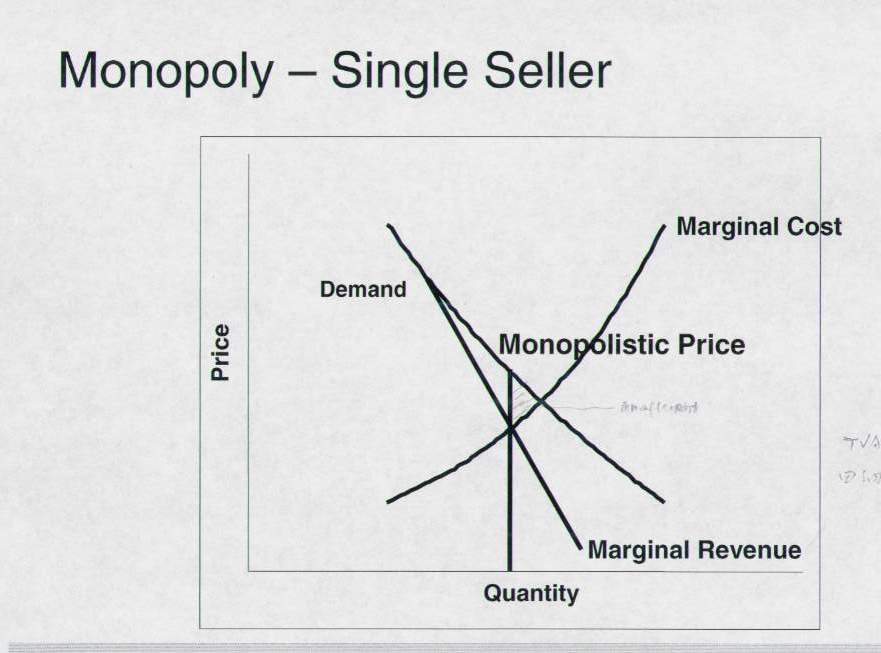 Monopoly – Single Seller
Marginal Cost
Demand
Monopolistic Price
Price
Marginal Revenue
Quantity